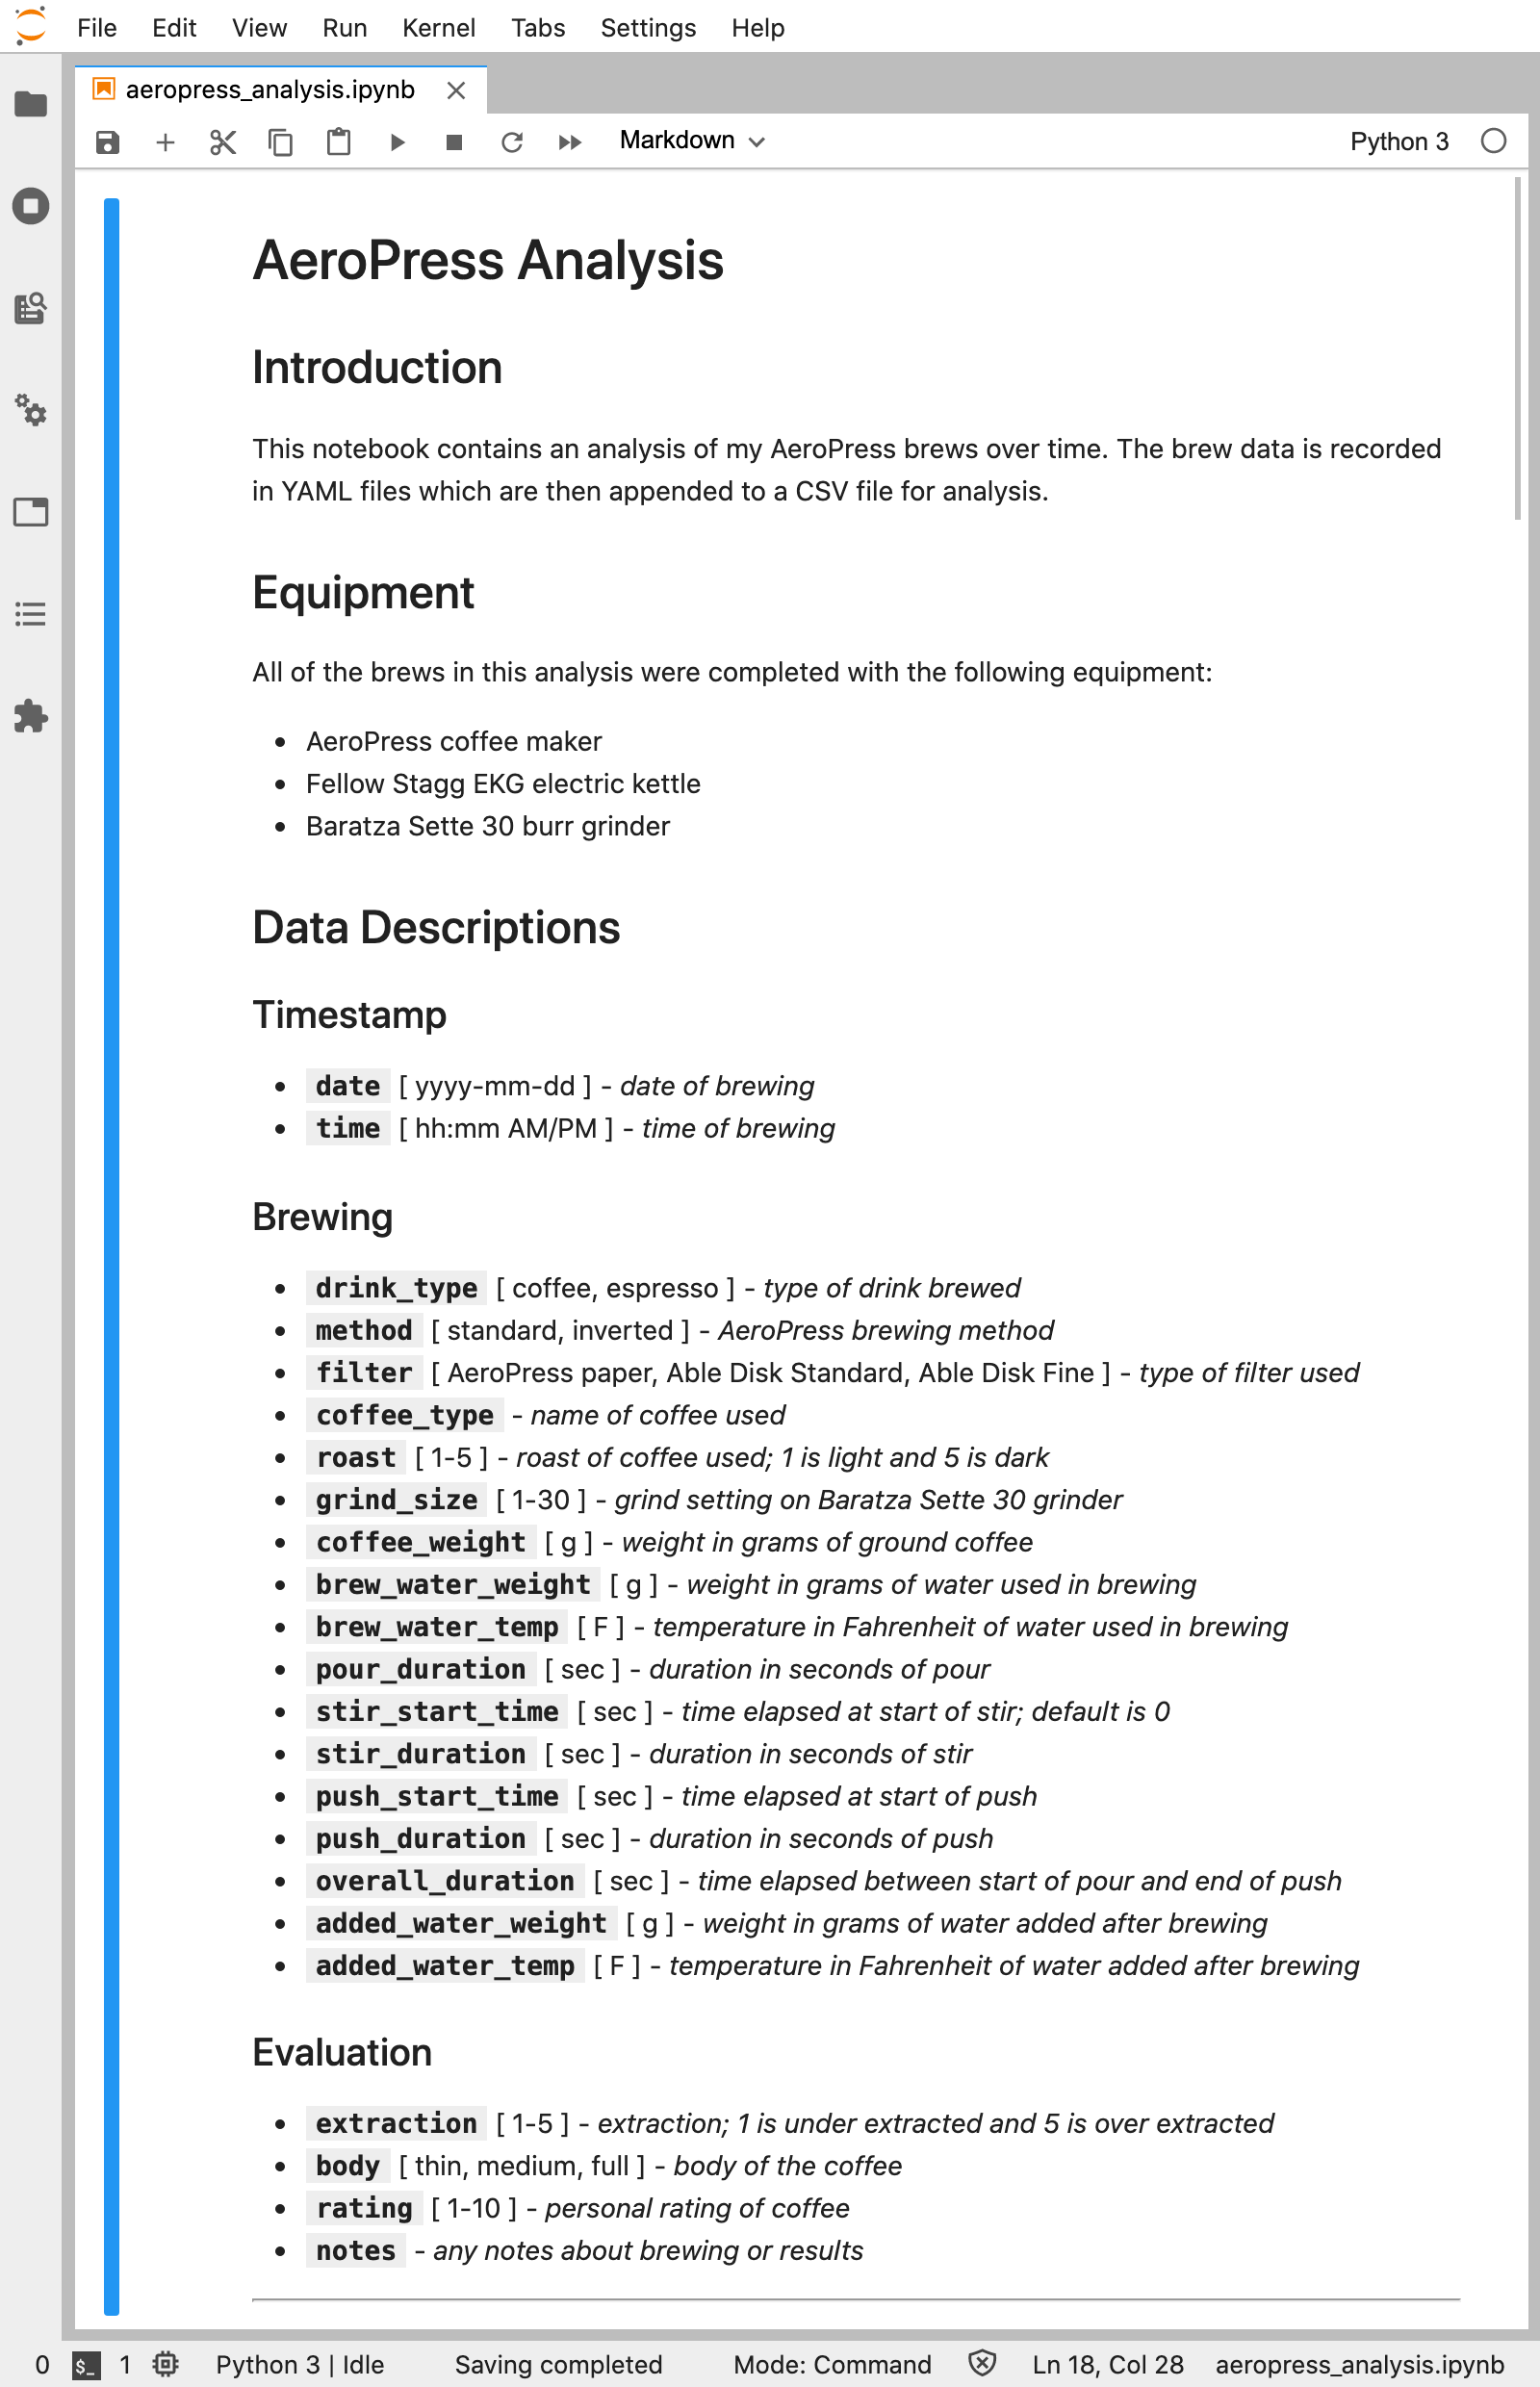 File Edit View Run Kernel Tabs Settings Help
aeropress_analysis.ipynb
Markdown Python 3
AeroPress Analysis
Introduction
This notebook contains an analysis of my AeroPress brews over time. The brew data is recorded
in YAML files which are then appended to a CSV file for analysis.
Equipment
All of the brews in this analysis were completed with the following equipment:
• AeroPress coffee maker
• Fellow Stagg EKG electric kettle
• Baratza Sette 30 burr grinder
Data Descriptions
Timestamp
• date [ yyyy-mm-dd ] - date of brewing
• time [ hh:mm AM/PM ] - time of brewing
Brewing
• drink_type [ coffee, espresso ] - type of drink brewed
• method [ standard, inverted ] - AeroPress brewing method
• filter [ AeroPress paper, Able Disk Standard, Able Disk Fine ] - type of filter used
• coffee_type - name of coffee used
• roast [ 1-5 ] - roast of coffee used; 1 is light and 5 is dark
• grind_size [ 1-30 ] - grind setting on Baratza Sette 30 grinder
• coffee_weight [ g ] - weight in grams of ground coffee
• brew_water_weight [ g ] - weight in grams of water used in brewing
• brew_water_temp [ F ] - temperature in Fahrenheit of water used in brewing
• pour_duration [ sec ] - duration in seconds of pour
• stir_start_time [ sec ] - time elapsed at start of stir; default is 0
• stir_duration [ sec ] - duration in seconds of stir
• push_start_time [ sec ] - time elapsed at start of push
• push_duration [ sec ] - duration in seconds of push
• overall_duration [ sec ] - time elapsed between start of pour and end of push
• added_water_weight [ g ] - weight in grams of water added after brewing
• added_water_temp [ F ] - temperature in Fahrenheit of water added after brewing
Evaluation
• extraction [ 1-5 ] - extraction; 1 is under extracted and 5 is over extracted
• body [ thin, medium, full ] - body of the coffee
• rating [ 1-10 ] - personal rating of coffee
• notes - any notes about brewing or results
0 $_ 1 Python 3 | Idle Saving completed Mode: Command Ln 18, Col 28 aeropress_analysis.ipynb